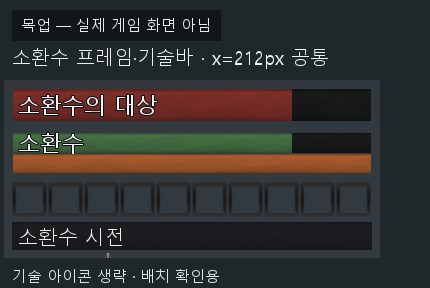 목업 — 실제 게임 화면 아님
소환수 프레임·기술바 · x=212px 공통
소환수의 대상
소환수
소환수 시전
기술 아이콘 생략 · 배치 확인용